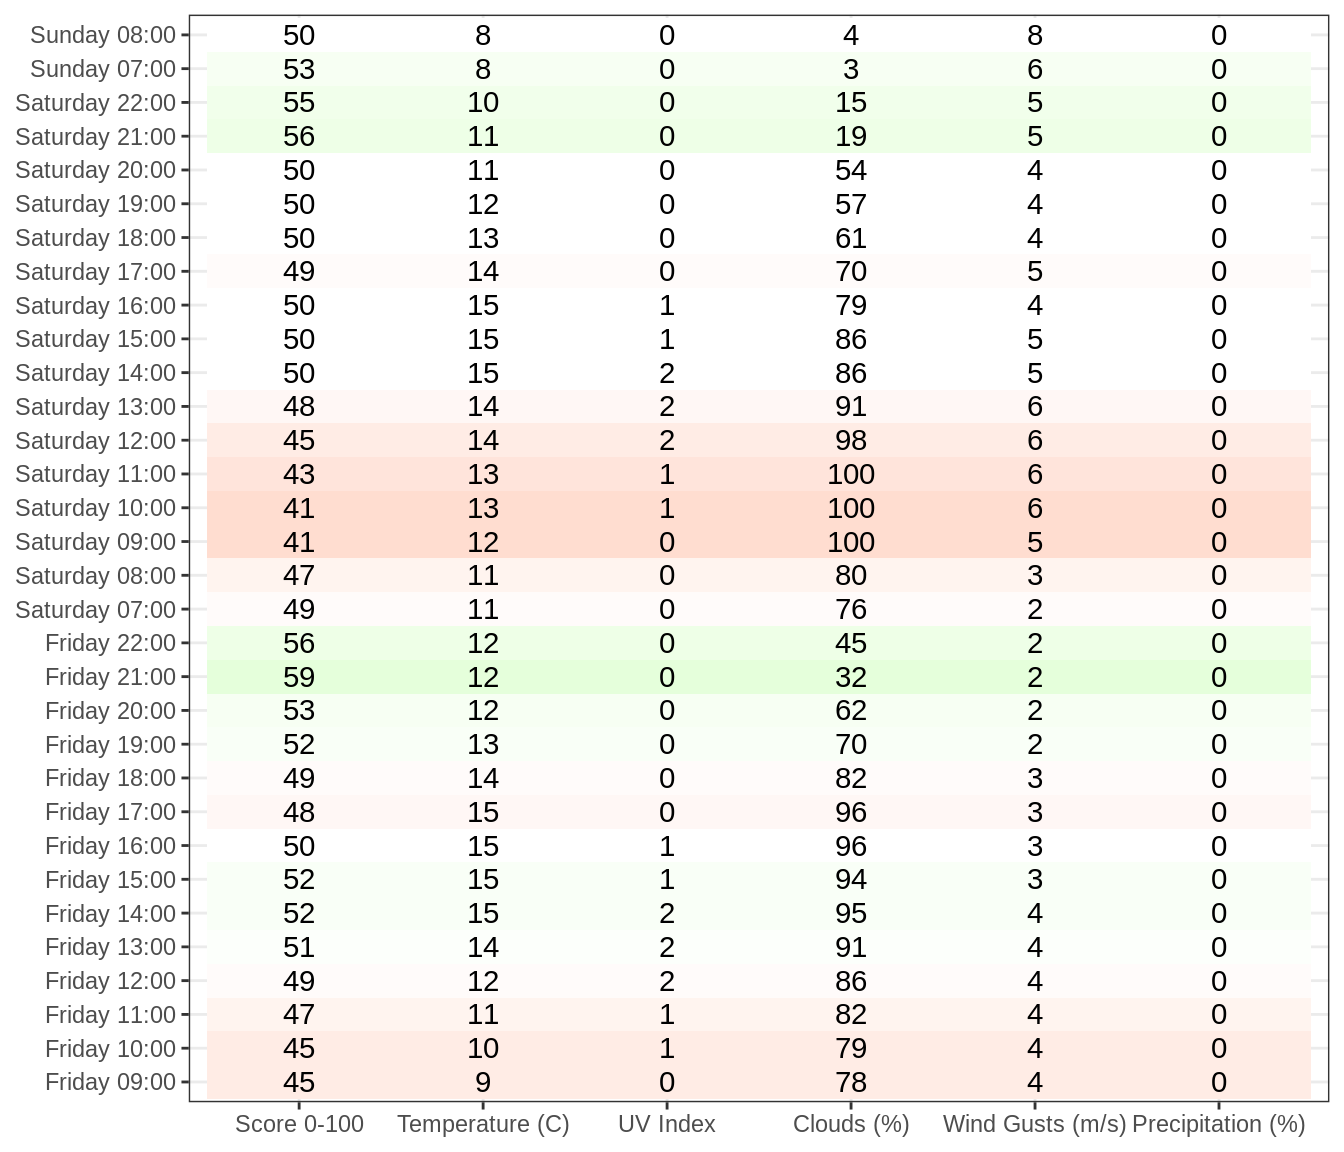 Sunday 08:00 50 8 0 4 8 0
Sunday 07:00 53 8 0 3 6 0
Saturday 22:00 55 10 0 15 5 0
Saturday 21:00 56 11 0 19 5 0
Saturday 20:00 50 11 0 54 4 0
Saturday 19:00 50 12 0 57 4 0
Saturday 18:00 50 13 0 61 4 0
Saturday 17:00 49 14 0 70 5 0
Saturday 16:00 50 15 1 79 4 0
Saturday 15:00 50 15 1 86 5 0
Saturday 14:00 50 15 2 86 5 0
Saturday 13:00 48 14 2 91 6 0
Saturday 12:00 45 14 2 98 6 0
Saturday 11:00 43 13 1 100 6 0
Saturday 10:00 41 13 1 100 6 0
Saturday 09:00 41 12 0 100 5 0
Saturday 08:00 47 11 0 80 3 0
Saturday 07:00 49 11 0 76 2 0
Friday 22:00 56 12 0 45 2 0
Friday 21:00 59 12 0 32 2 0
Friday 20:00 53 12 0 62 2 0
Friday 19:00 52 13 0 70 2 0
Friday 18:00 49 14 0 82 3 0
Friday 17:00 48 15 0 96 3 0
Friday 16:00 50 15 1 96 3 0
Friday 15:00 52 15 1 94 3 0
Friday 14:00 52 15 2 95 4 0
Friday 13:00 51 14 2 91 4 0
Friday 12:00 49 12 2 86 4 0
Friday 11:00 47 11 1 82 4 0
Friday 10:00 45 10 1 79 4 0
Friday 09:00 45 9 0 78 4 0
Score 0-100 Temperature (C) UV Index Clouds (%) Wind Gusts (m/s) Precipitation (%)